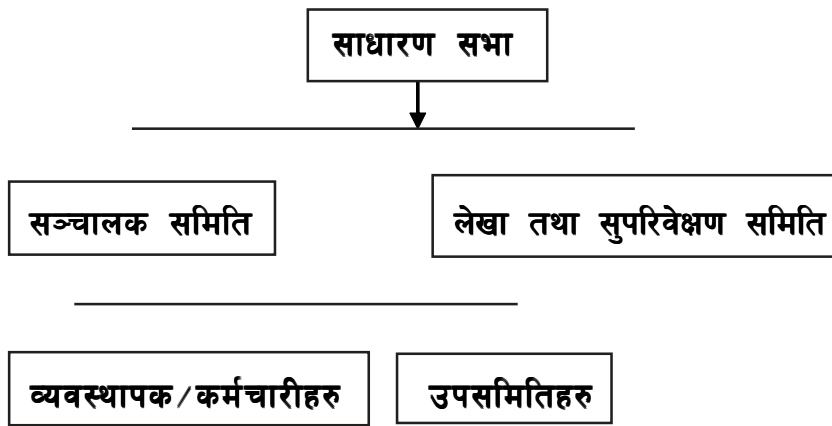 साधारण सभा
सञ्चालक समिति
लेखा तथा सुपरिवेक्षण समिति
व्यवस्थापक/कर्मचारीहरु
उपसमितिहरु